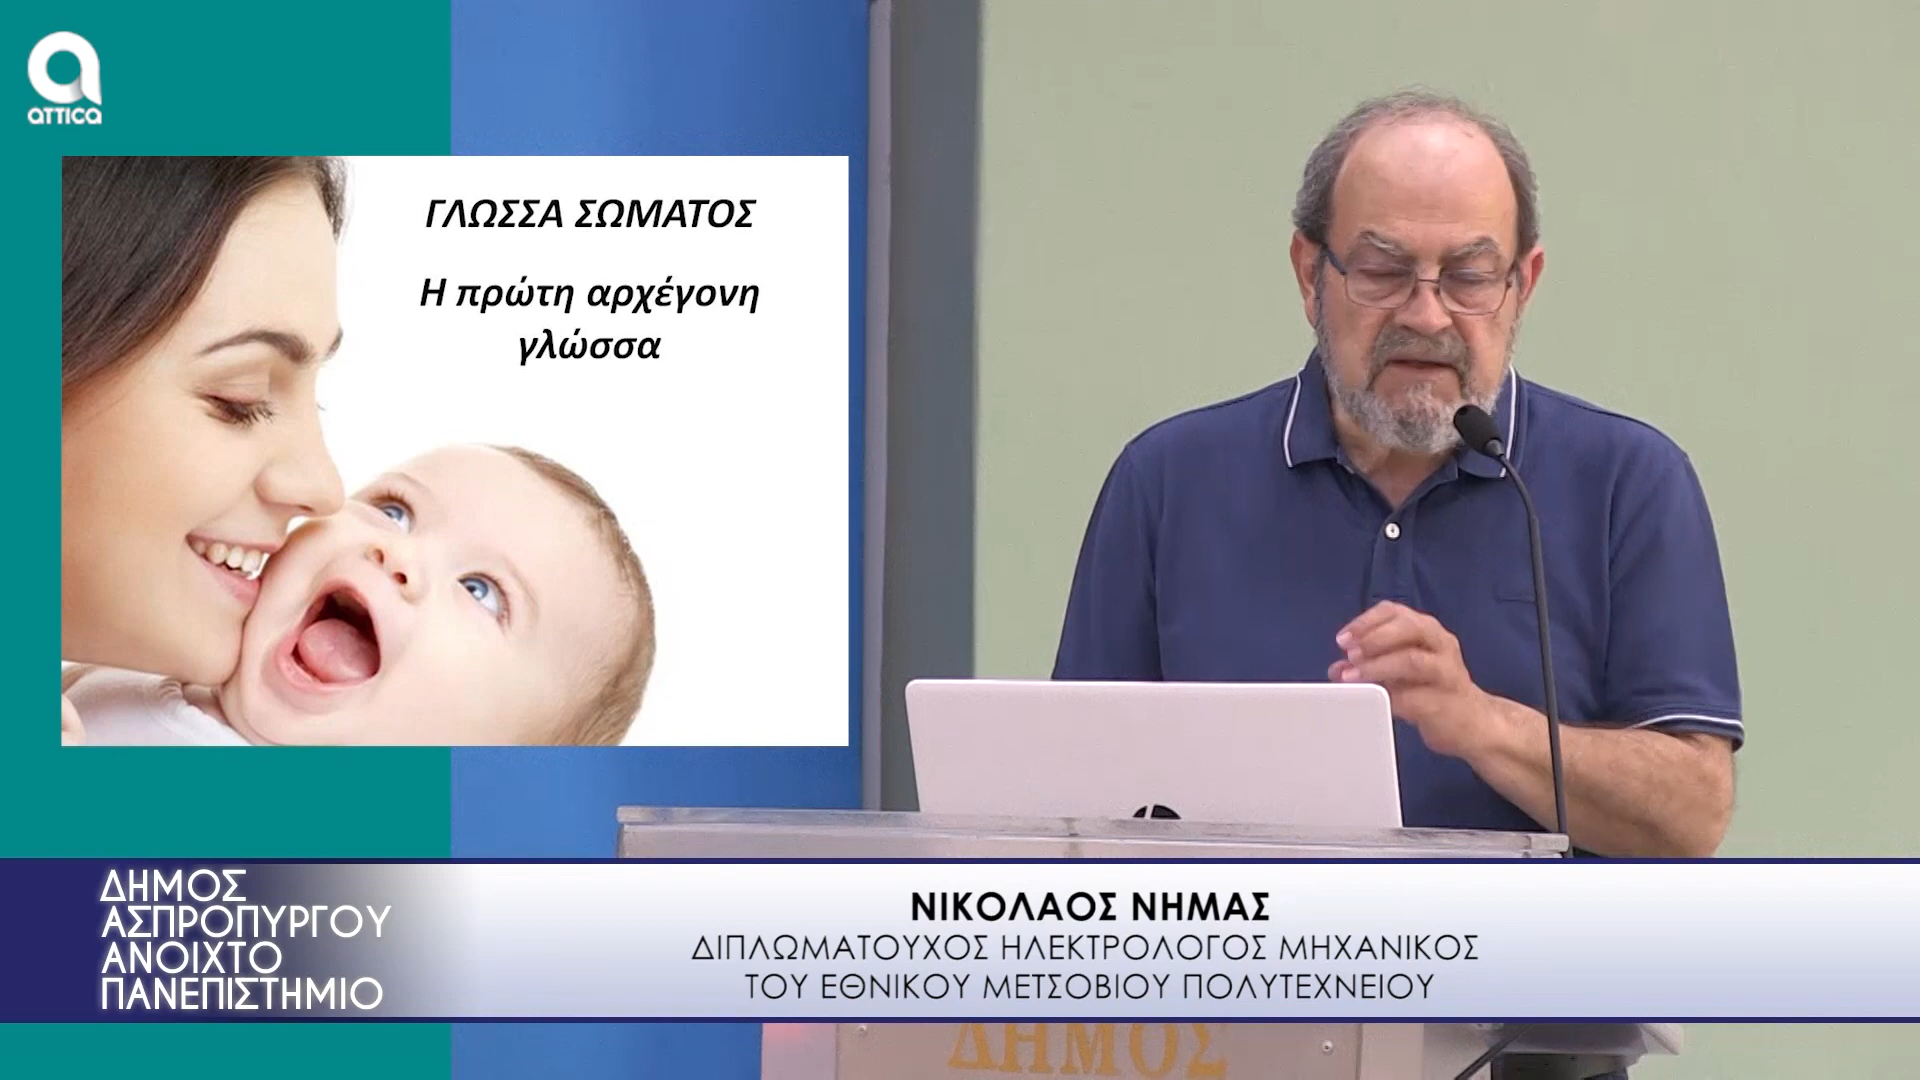 attica
ΓΛΩΣΣΑ ΣΩΜΑΤΟΣ
Η πρώτη αρχέγονη
γλώσσα
ΔΗΜΟΣ
ΑΣΠΡΟΠΥΡΓΟΥ
ΑΝΟΙΧΤΟ
ΠΑΝΕΠΙΣΤΗΜΙΟ
ΝΙΚΟΛΑΟΣ ΝΗΜΑΣ
ΔΙΠΛΩΜΑΤΟΥΧΟΣ ΗΛΕΚΤΡΟΛΟΓΟΣ ΜΗΧΑΝΙΚΟΣ
ΤΟΥ ΕΘΝΙΚΟΥ ΜΕΤΣΟΒΙΟΥ ΠΟΛΥΤΕΧΝΕΙΟΥ
ΔΗΜΟΣ